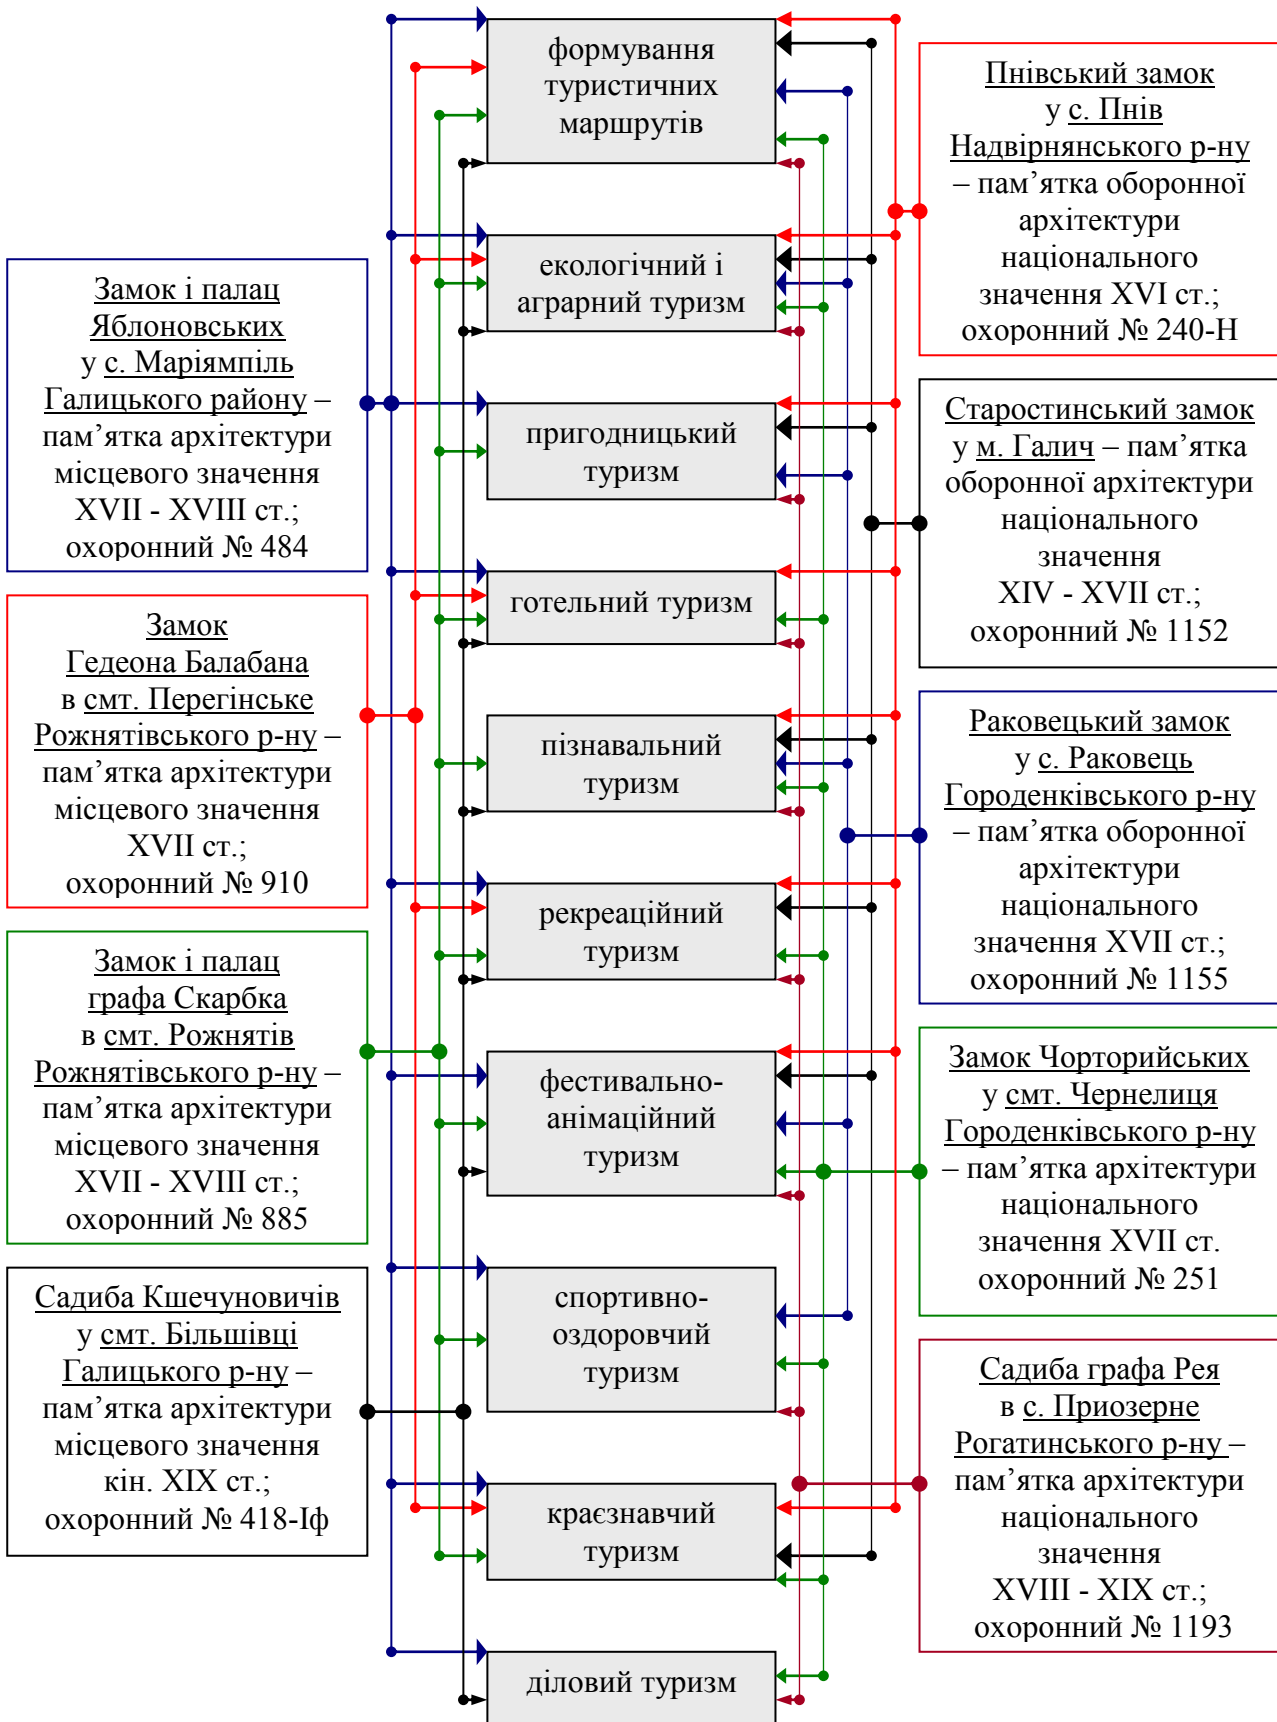 Замок і палац
Яблоновських
у с. Маріямпіль
Галицького району –
пам’ятка архітектури
місцевого значення
XVII - XVIII ст.;
охоронний № 484
Замок
Гедеона Балабана
в смт. Перегінське
Рожнятівського р-ну –
пам’ятка архітектури
місцевого значення
XVII ст.;
охоронний № 910
Замок і палац
графа Скарбка
в смт. Рожнятів
Рожнятівського р-ну –
пам’ятка архітектури
місцевого значення
XVII - XVIII ст.;
охоронний № 885
Садиба Кшечуновичів
у смт. Більшівці
Галицького р-ну –
пам’ятка архітектури
місцевого значення
кін. XIX ст.;
охоронний № 418-Іф
формування
туристичних
маршрутів
екологічний і
аграрний туризм
пригодницький
туризм
готельний туризм
пізнавальний
туризм
рекреаційний
туризм
фестивально-
анімаційний
туризм
спортивно-
оздоровчий
туризм
краєзнавчий
туризм
діловий туризм
Пнівський замок
у с. Пнів
Надвірнянського р-ну
– пам’ятка оборонної
архітектури
національного
значення XVI ст.;
охоронний № 240-Н
Старостинський замок
у м. Галич – пам’ятка
оборонної архітектури
національного
значення
XIV - XVII ст.;
охоронний № 1152
Раковецький замок
у с. Раковець
Городенківського р-ну
– пам’ятка оборонної
архітектури
національного
значення XVII ст.;
охоронний № 1155
Замок Чорторийських
у смт. Чернелиця
Городенківського р-ну
– пам’ятка архітектури
національного
значення XVII ст.
охоронний № 251
Садиба графа Рея
в с. Приозерне
Рогатинського р-ну –
пам’ятка архітектури
національного
значення
XVIII - XIX ст.;
охоронний № 1193